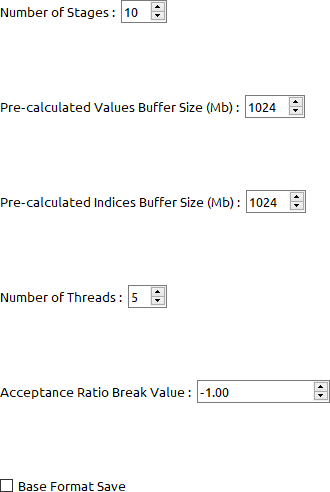 Number of Stages : 10
Pre-calculated Values Buffer Size (Mb) : 1024
Pre-calculated Indices Buffer Size (Mb) : 1024
Number of Threads : 5
Acceptance Ratio Break Value : -1.00
Base Format Save